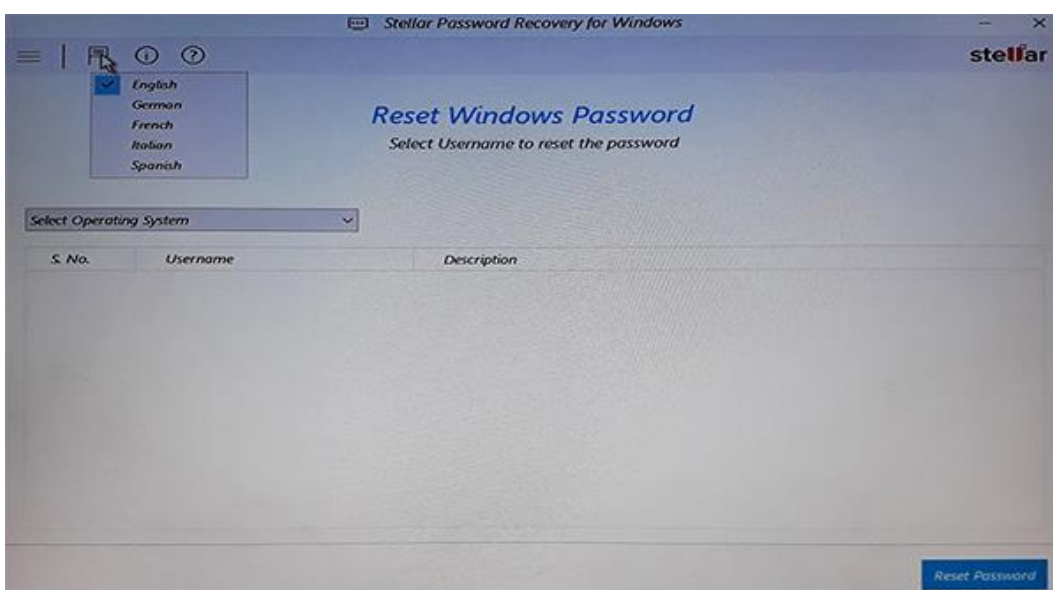 Stellar Password Recovery for Windows
stellar
English
German
French
Italian
Spanish
Reset Windows Password
Select Username to reset the password
Select Operating System
S. No. Username Description
Reset Password